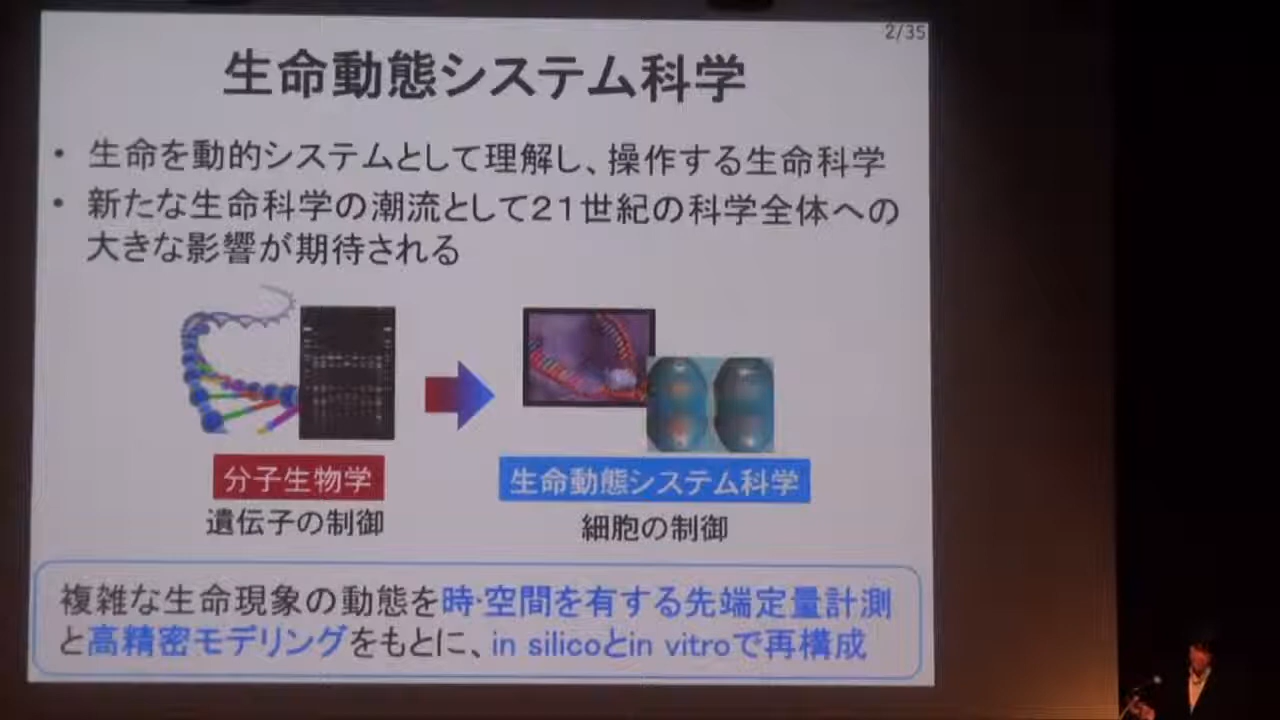 2/35
生命動態システム科学
• 生命を動的システムとして理解し、操作する生命科学
• 新たな生命科学の潮流として21世紀の科学全体への
大きな影響が期待される
分子生物学
生命動態システム科学
遺伝子の制御
細胞の制御
複雑な生命現象の動態を時・空間を有する先端定量計測
と高精密モデリングをもとに、in silicoとin vitroで再構成